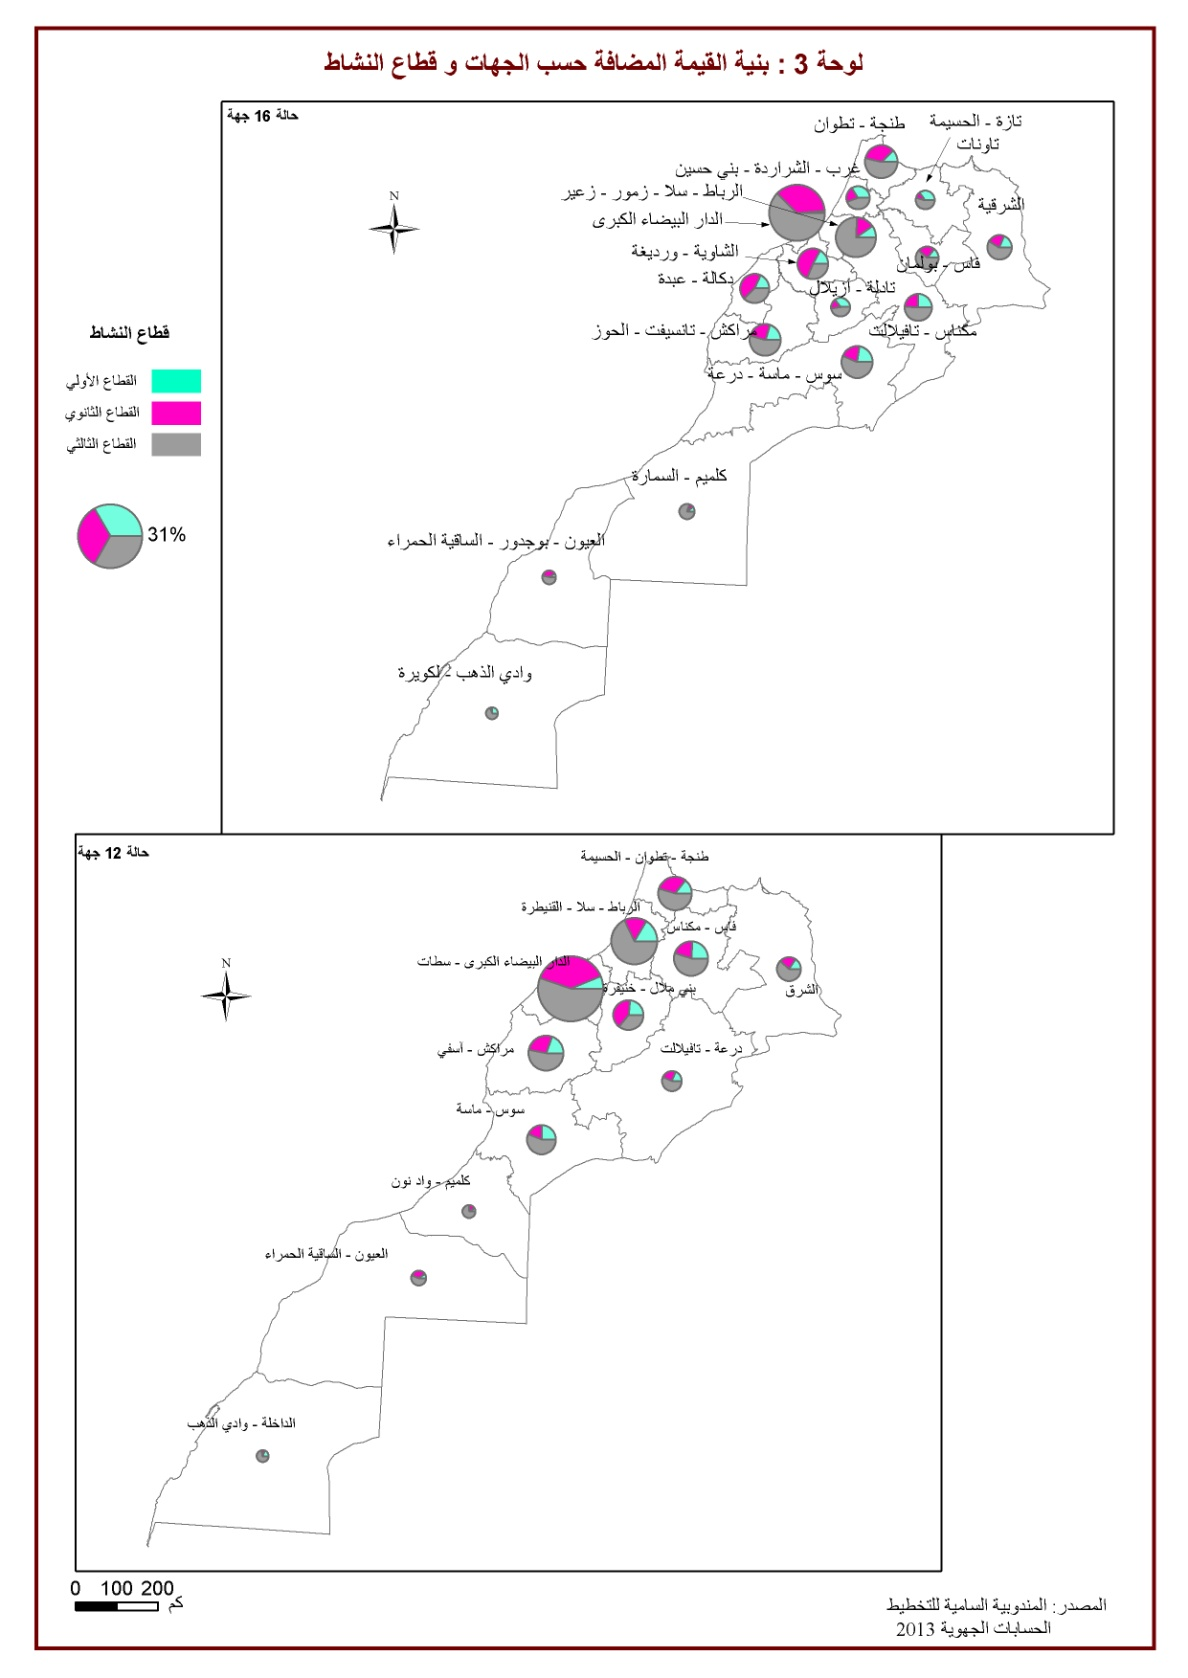 لوحة 3 : بنية القيمة المضافة حسب الجهات و قطاع النشاط
حالة 16 جهة
طنجة - تطوان
تازة - الحسيمة
تاونات
غرب - الشراردة - بني حسين
الرباط - سلا - زمور - زعير
الشرقية
الدار البيضاء الكبرى
الشاوية - ورديغة
فاس - بولمان
دكالة - عبدة
تادلة - أزيلال
مراكش - تانسيفت - الحوز
مكناس - تافيلالت
سوس - ماسة - درعة
كلميم - السمارة
العيون - بوجدور - الساقية الحمراء
وادي الذهب - لكويرة
N
قطاع النشاط
القطاع الأولي
القطاع الثانوي
القطاع الثالثي
31%
حالة 12 جهة
طنجة - تطوان - الحسيمة
الرباط - سلا - القنيطرة
فاس - مكناس
الدار البيضاء الكبرى - سطات
بني ملال - خنيفرة
الشرق
مراكش - أسفي
درعة - تافيلالت
سوس - ماسة
كلميم - واد نون
العيون - الساقية الحمراء
الداخلة - وادي الذهب
N
0 100 200
كم
المصدر: المندوبية السامية للتخطيط
الحسابات الجهوية 2013